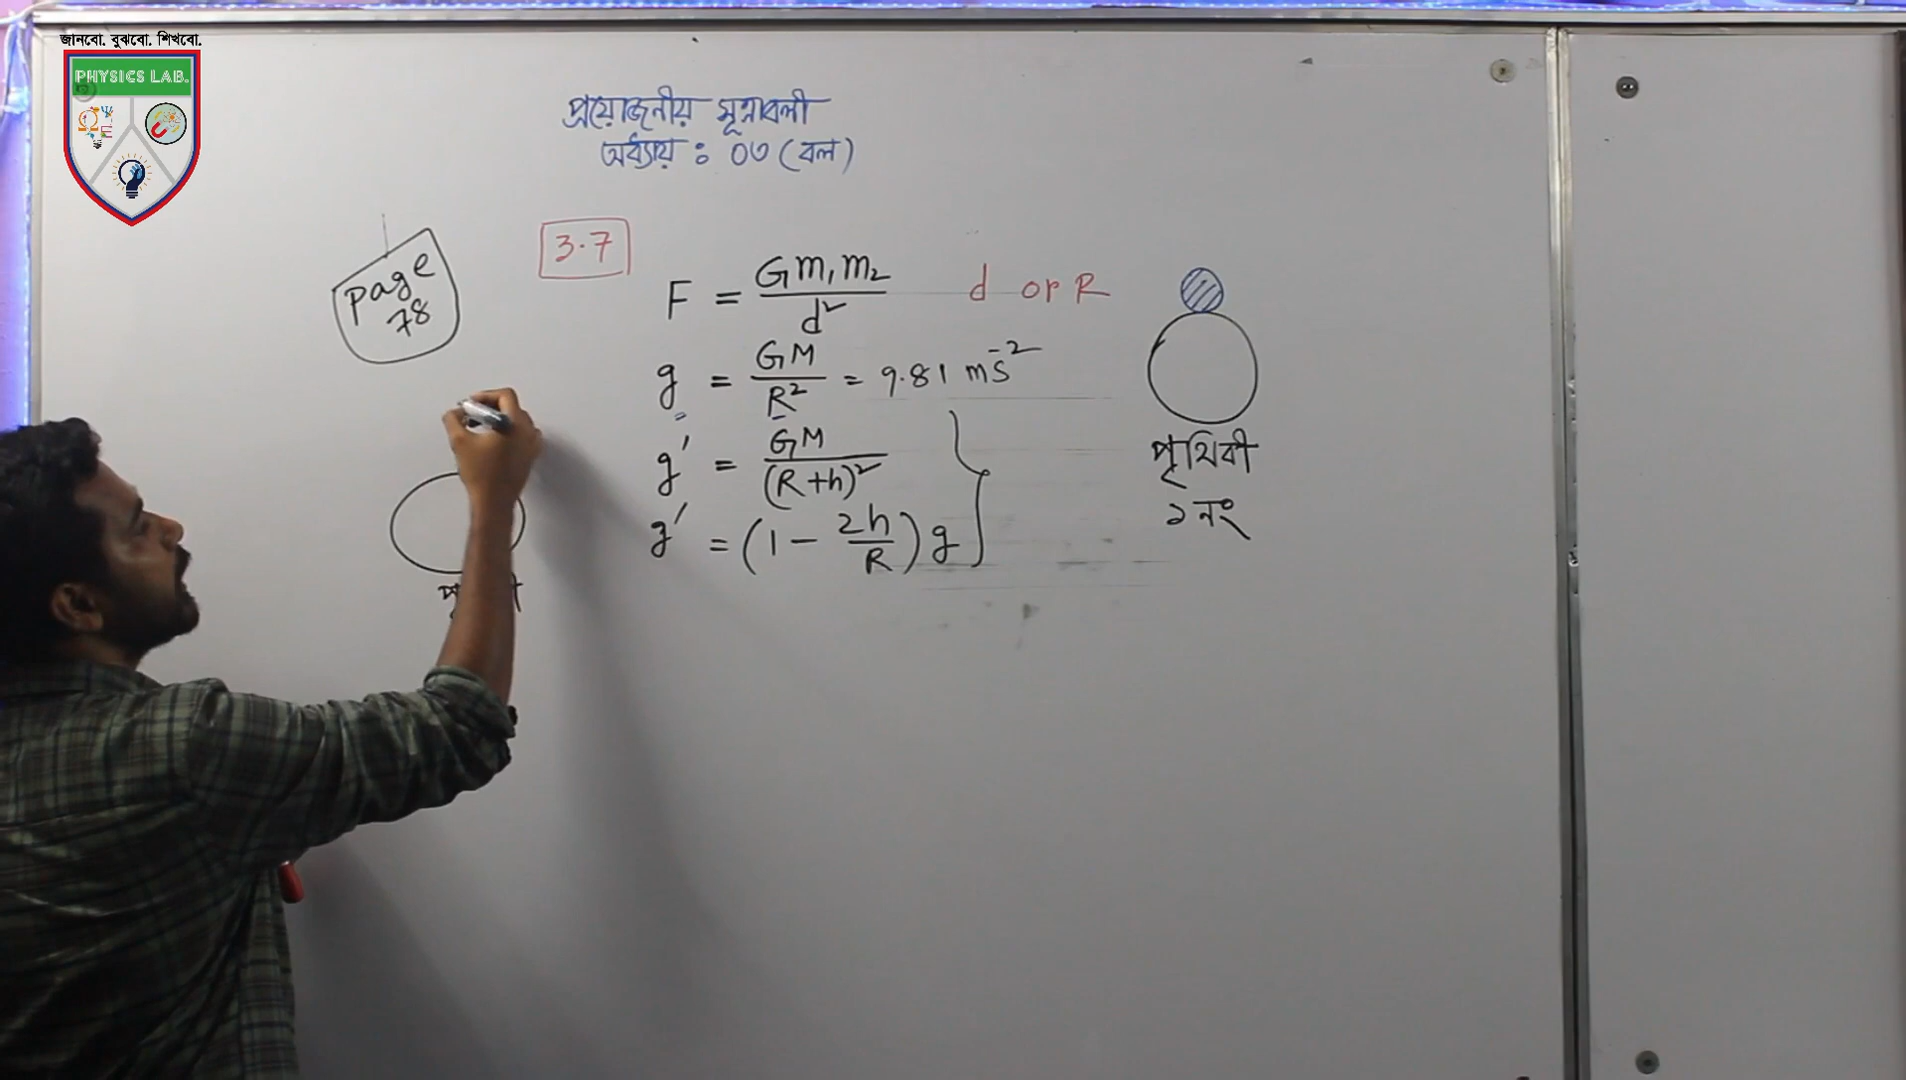 জানবো. বুঝবো. শিখবো.
PHYSICS LAB.
প্রয়োজনীয় সূত্রাবলী
অধ্যায় : ০৩ (বল)
page
78
3.7
F = Gm₁m₂ / d²
d or R
g = GM / R² = 9.81 ms⁻²
g′ = GM / (R+h)²
g′ = (1 - 2h/R) g
পৃথিবী
১নং